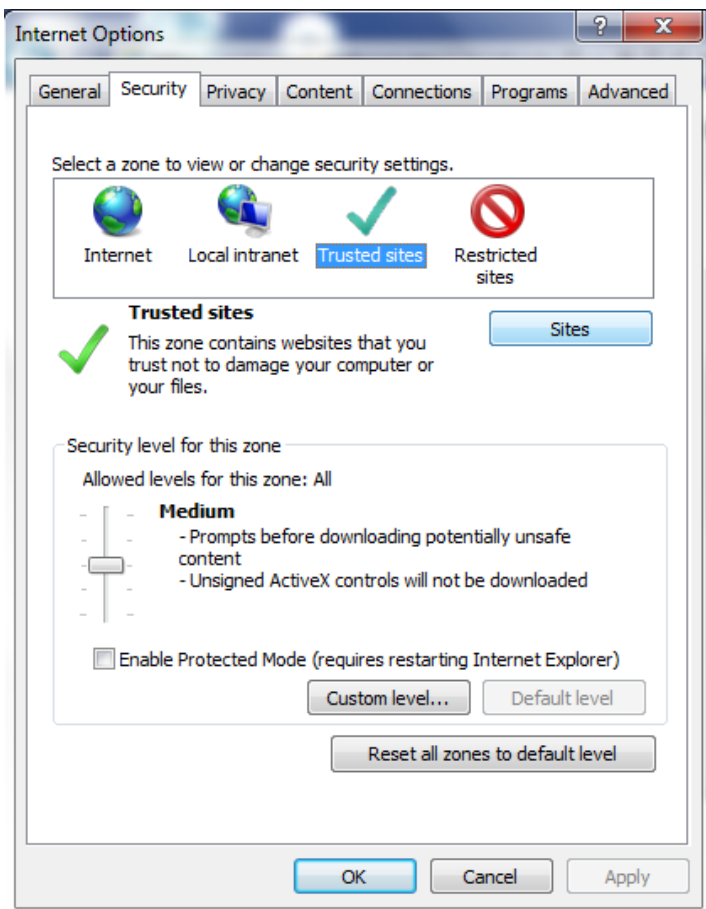 Internet Options
? X
General Security Privacy Content Connections Programs Advanced
Select a zone to view or change security settings.
Internet Local intranet Trusted sites Restricted
sites
Trusted sites
Sites
This zone contains websites that you
trust not to damage your computer or
your files.
Security level for this zone
Allowed levels for this zone: All
Medium
- Prompts before downloading potentially unsafe
content
- Unsigned ActiveX controls will not be downloaded
Enable Protected Mode (requires restarting Internet Explorer)
Custom level... Default level
Reset all zones to default level
OK Cancel Apply